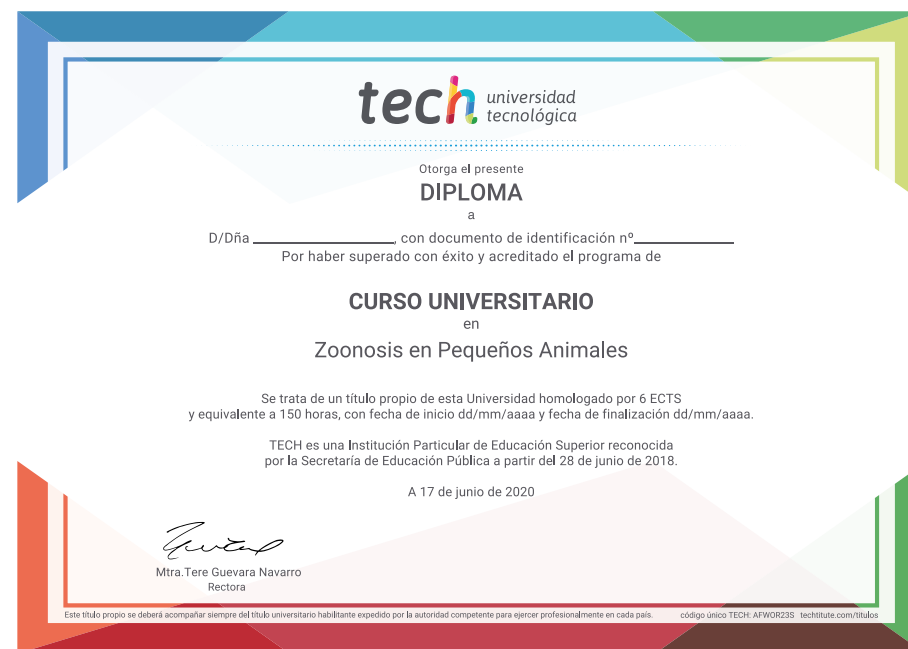 tech universidad
tecnológica
Otorga el presente
DIPLOMA
a
D/Dña ____________________, con documento de identificación nº______________
Por haber superado con éxito y acreditado el programa de
CURSO UNIVERSITARIO
en
Zoonosis en Pequeños Animales
Se trata de un título propio de esta Universidad homologado por 6 ECTS
y equivalente a 150 horas, con fecha de inicio dd/mm/aaaa y fecha de finalización dd/mm/aaaa.
TECH es una Institución Particular de Educación Superior reconocida
por la Secretaría de Educación Pública a partir del 28 de junio de 2018.
A 17 de junio de 2020
Mtra.Tere Guevara Navarro
Rectora
Este título propio se deberá acompañar siempre del título universitario habilitante expedido por la autoridad competente para ejercer profesionalmente en cada país. código único TECH: AFWOR23S techtitute.com/titulos